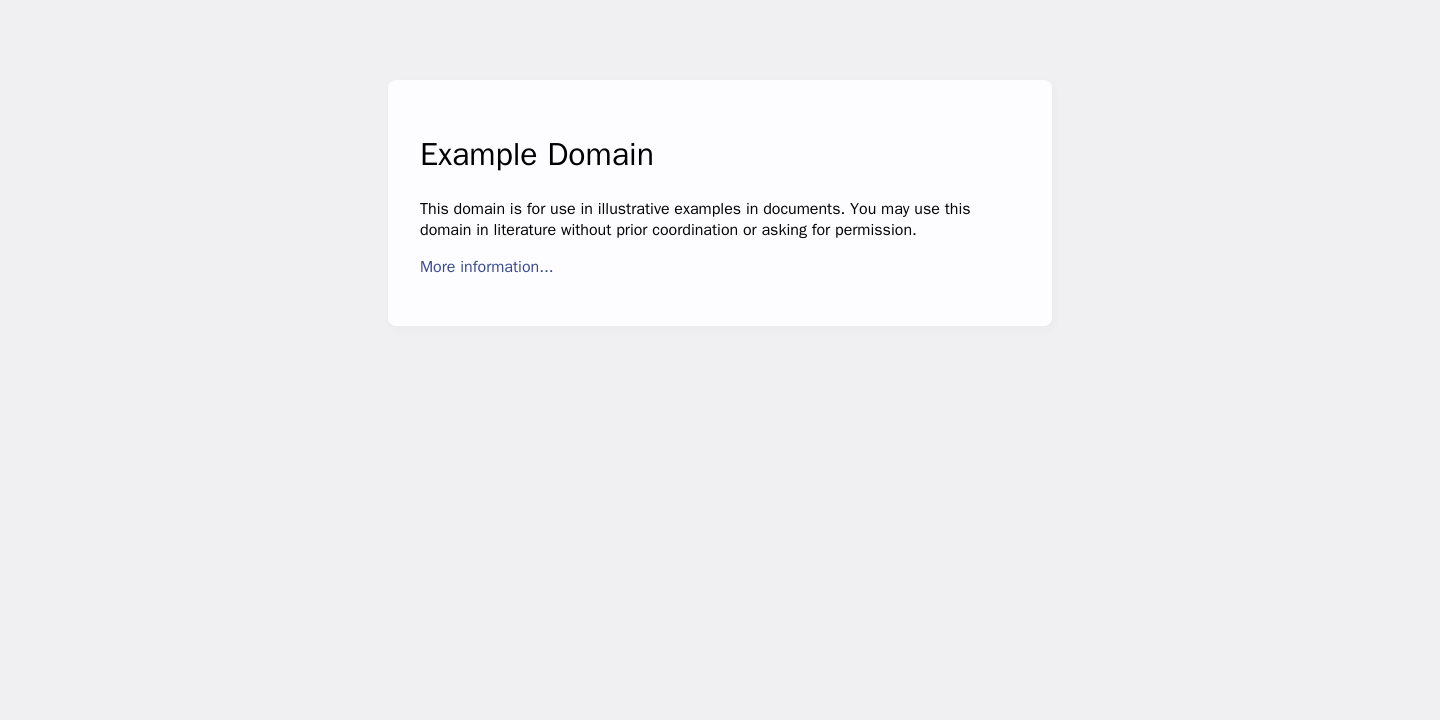 Example Domain
This domain is for use in illustrative examples in documents. You may use this
domain in literature without prior coordination or asking for permission.
More information...